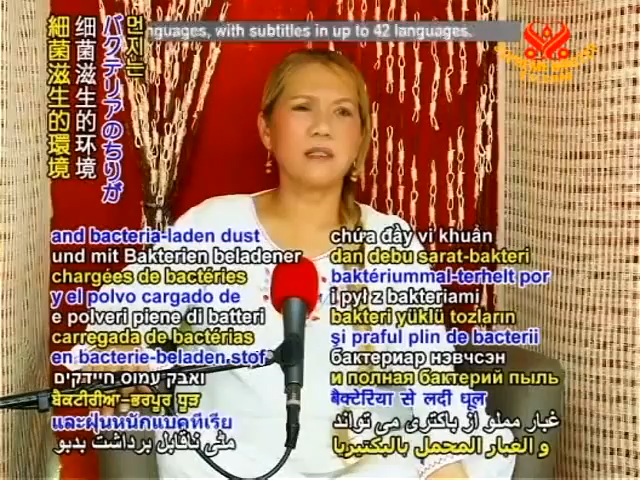 nguages, with subtitles in up to 42 languages.
먼지는
バクテリアのちりが
细菌滋生的环境
細菌滋生的環境
and bacteria-laden dust
und mit Bakterien beladener
chargées de bactéries
y el polvo cargado de
e polveri piene di batteri
carregada de bactérias
en bacterie-beladen stof
ואבק עמוס חיידקים
ਬੈਕਟੀਰੀਆ-ਭਰਪੂਰ ਧੂੜ
และฝุ่นหนักแบคทีเรีย
مٹی ناقابل برداشت بدبو
chứa đầy vi khuẩn
dan debu sarat-bakteri
baktériummal-terhelt por
i pył z bakteriami
bakteri yüklü tozların
şi praful plin de bacterii
бактериар нэвчсэн
и полная бактерий пыль
बैक्टेरिया से लदी धूल
غبار مملو از باکتری می تواند
و الغبار المحمل بالبكتيريا